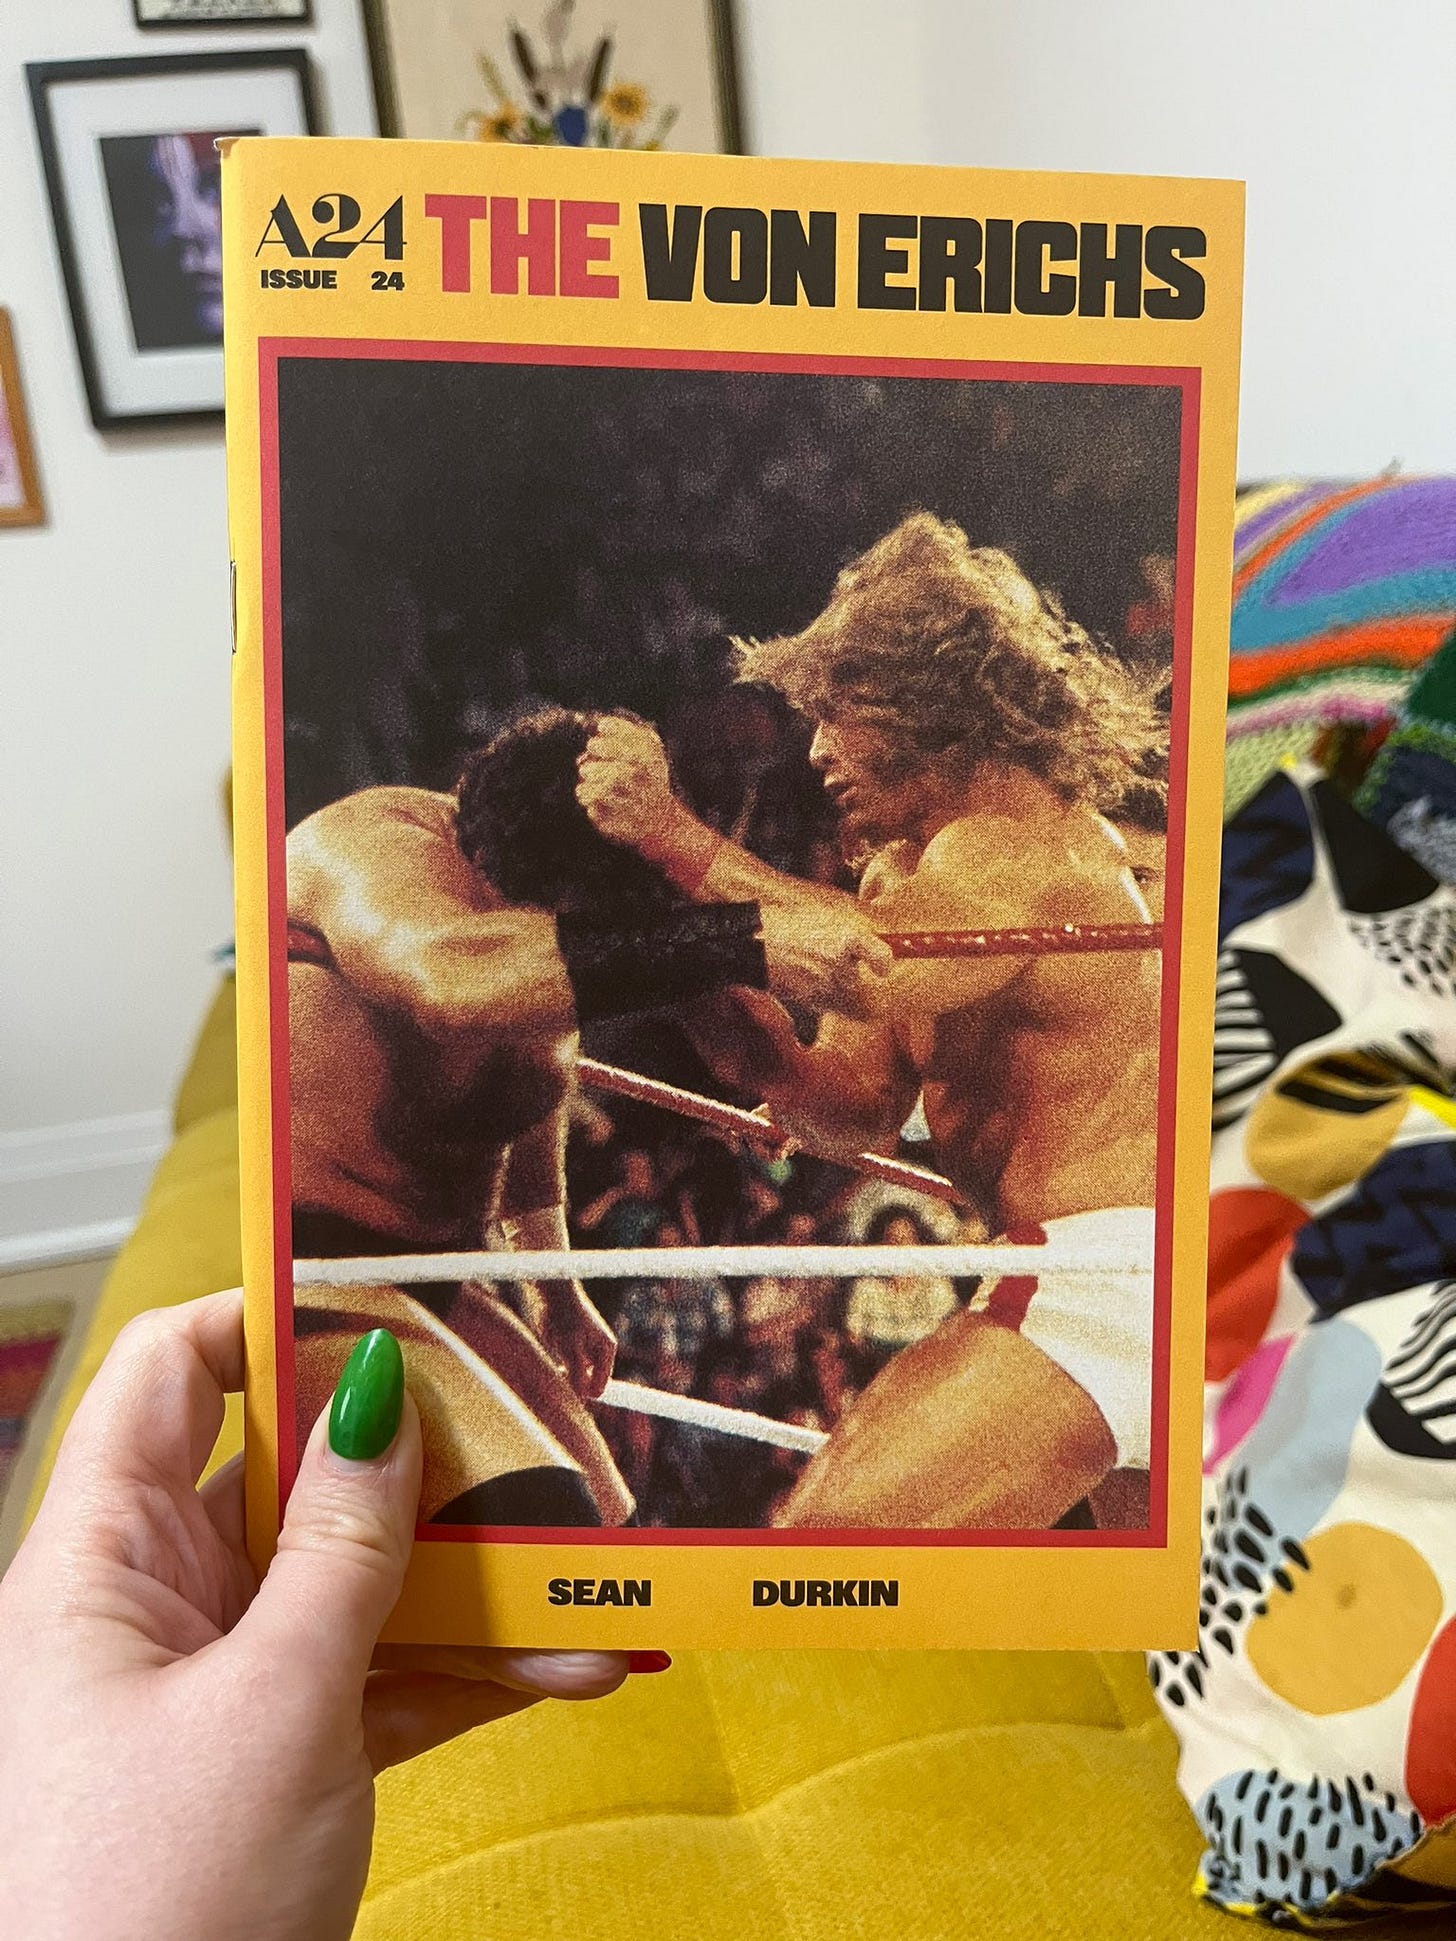 A24 THE VON ERICHS
ISSUE 24
SEAN DURKIN